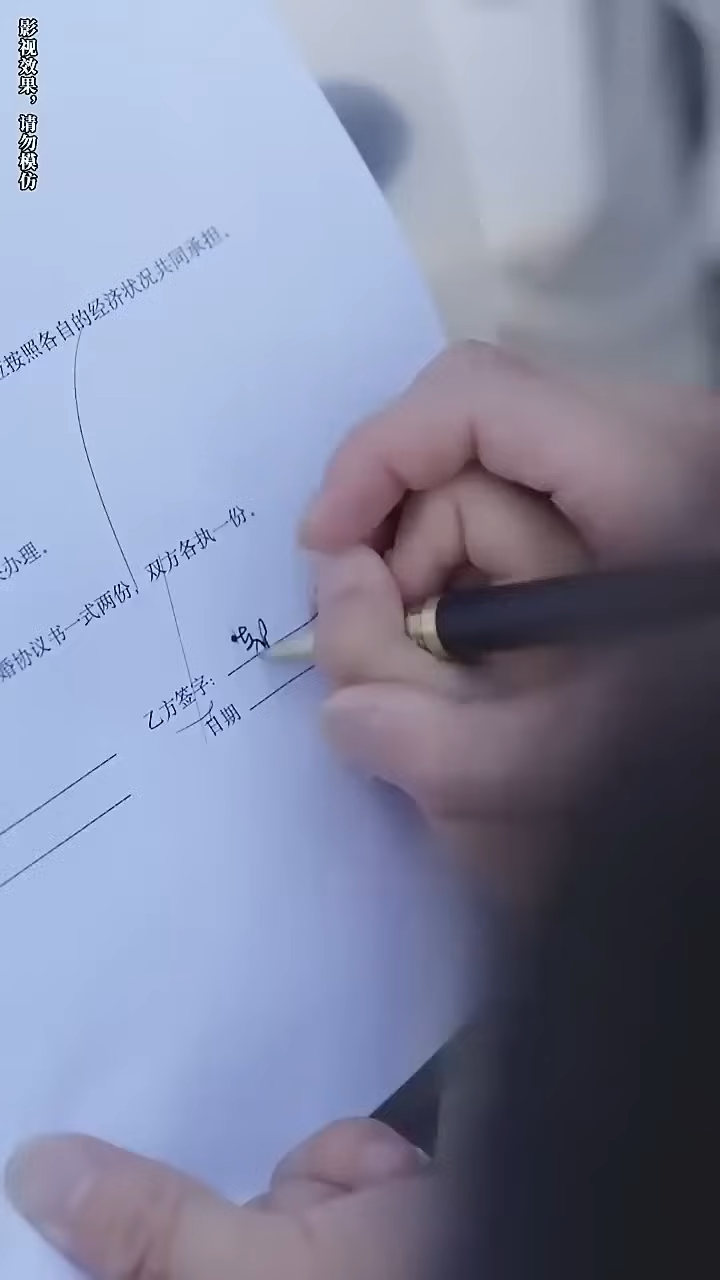 影视效果，请勿模仿
按照各自的经济状况共同承担。
办理。
婚协议书一式两份，双方各执一份。
乙方签字：
日期